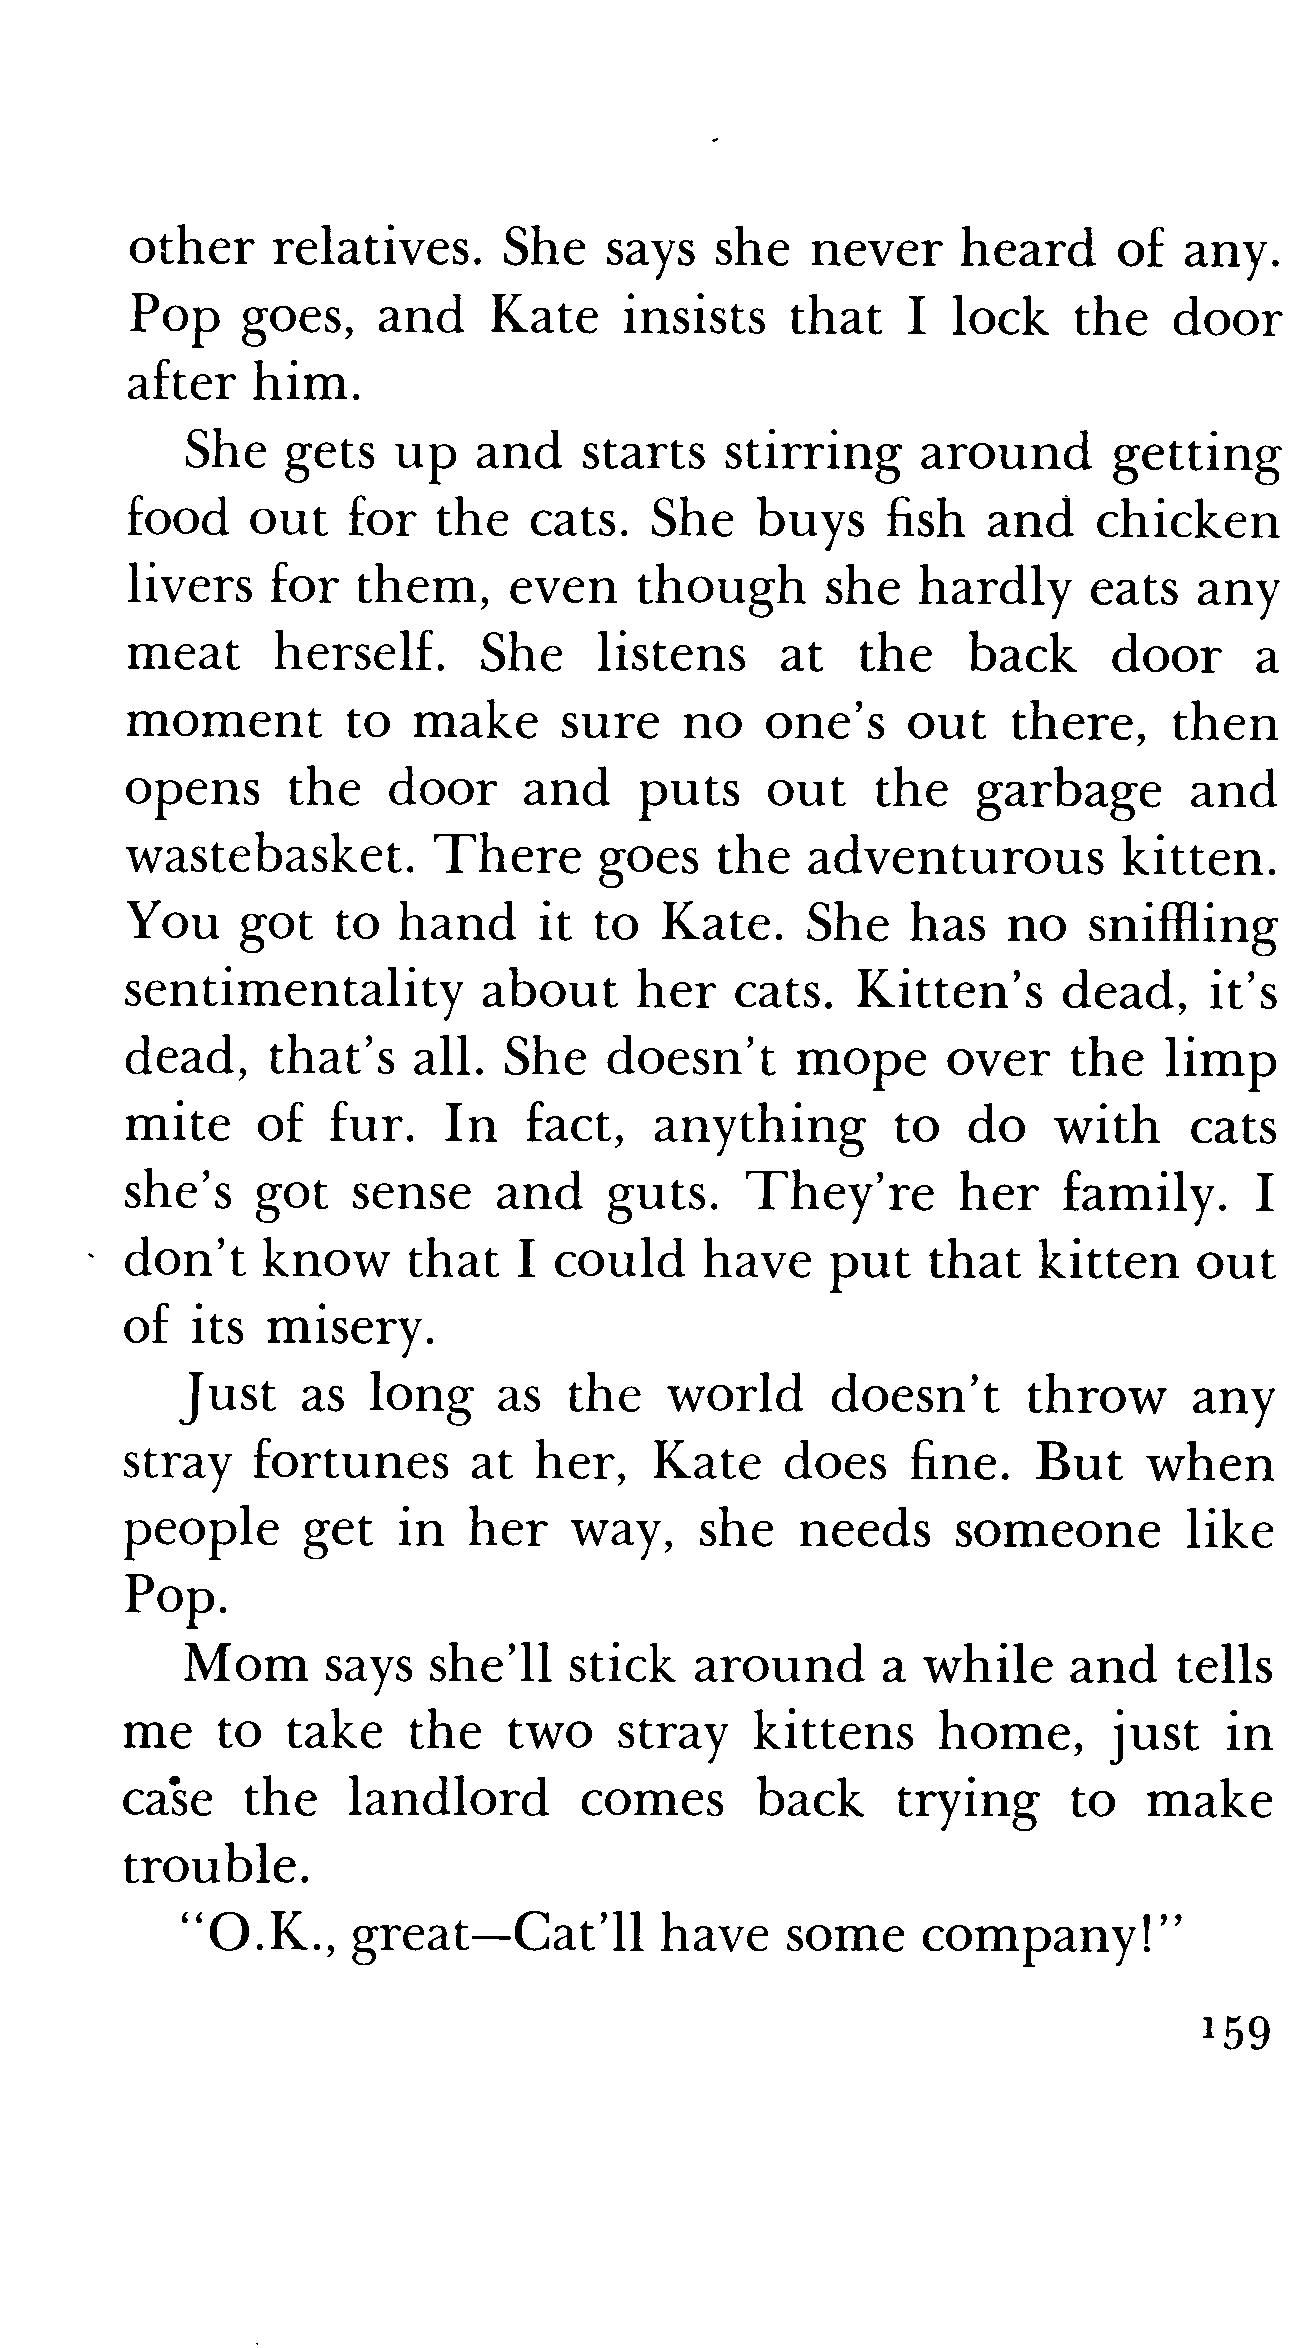 other relatives. She says she never heard of any.
Pop goes, and Kate insists that I lock the door
after him.
She gets up and starts stirring around getting
food out for the cats. She buys fish and chicken
livers for them, even though she hardly eats any
meat herself. She listens at the back door a
moment to make sure no one's out there, then
opens the door and puts out the garbage and
wastebasket. There goes the adventurous kitten.
You got to hand it to Kate. She has no sniffling
sentimentality about her cats. Kitten's dead, it's
dead, that's all. She doesn't mope over the limp
mite of fur. In fact, anything to do with cats
she's got sense and guts. They're her family. I
don't know that I could have put that kitten out
of its misery.
Just as long as the world doesn't throw any
stray fortunes at her, Kate does fine. But when
people get in her way, she needs someone like
Pop.
Mom says she'll stick around a while and tells
me to take the two stray kittens home, just in
case the landlord comes back trying to make
trouble.
"O.K., great—Cat'll have some company!"
159